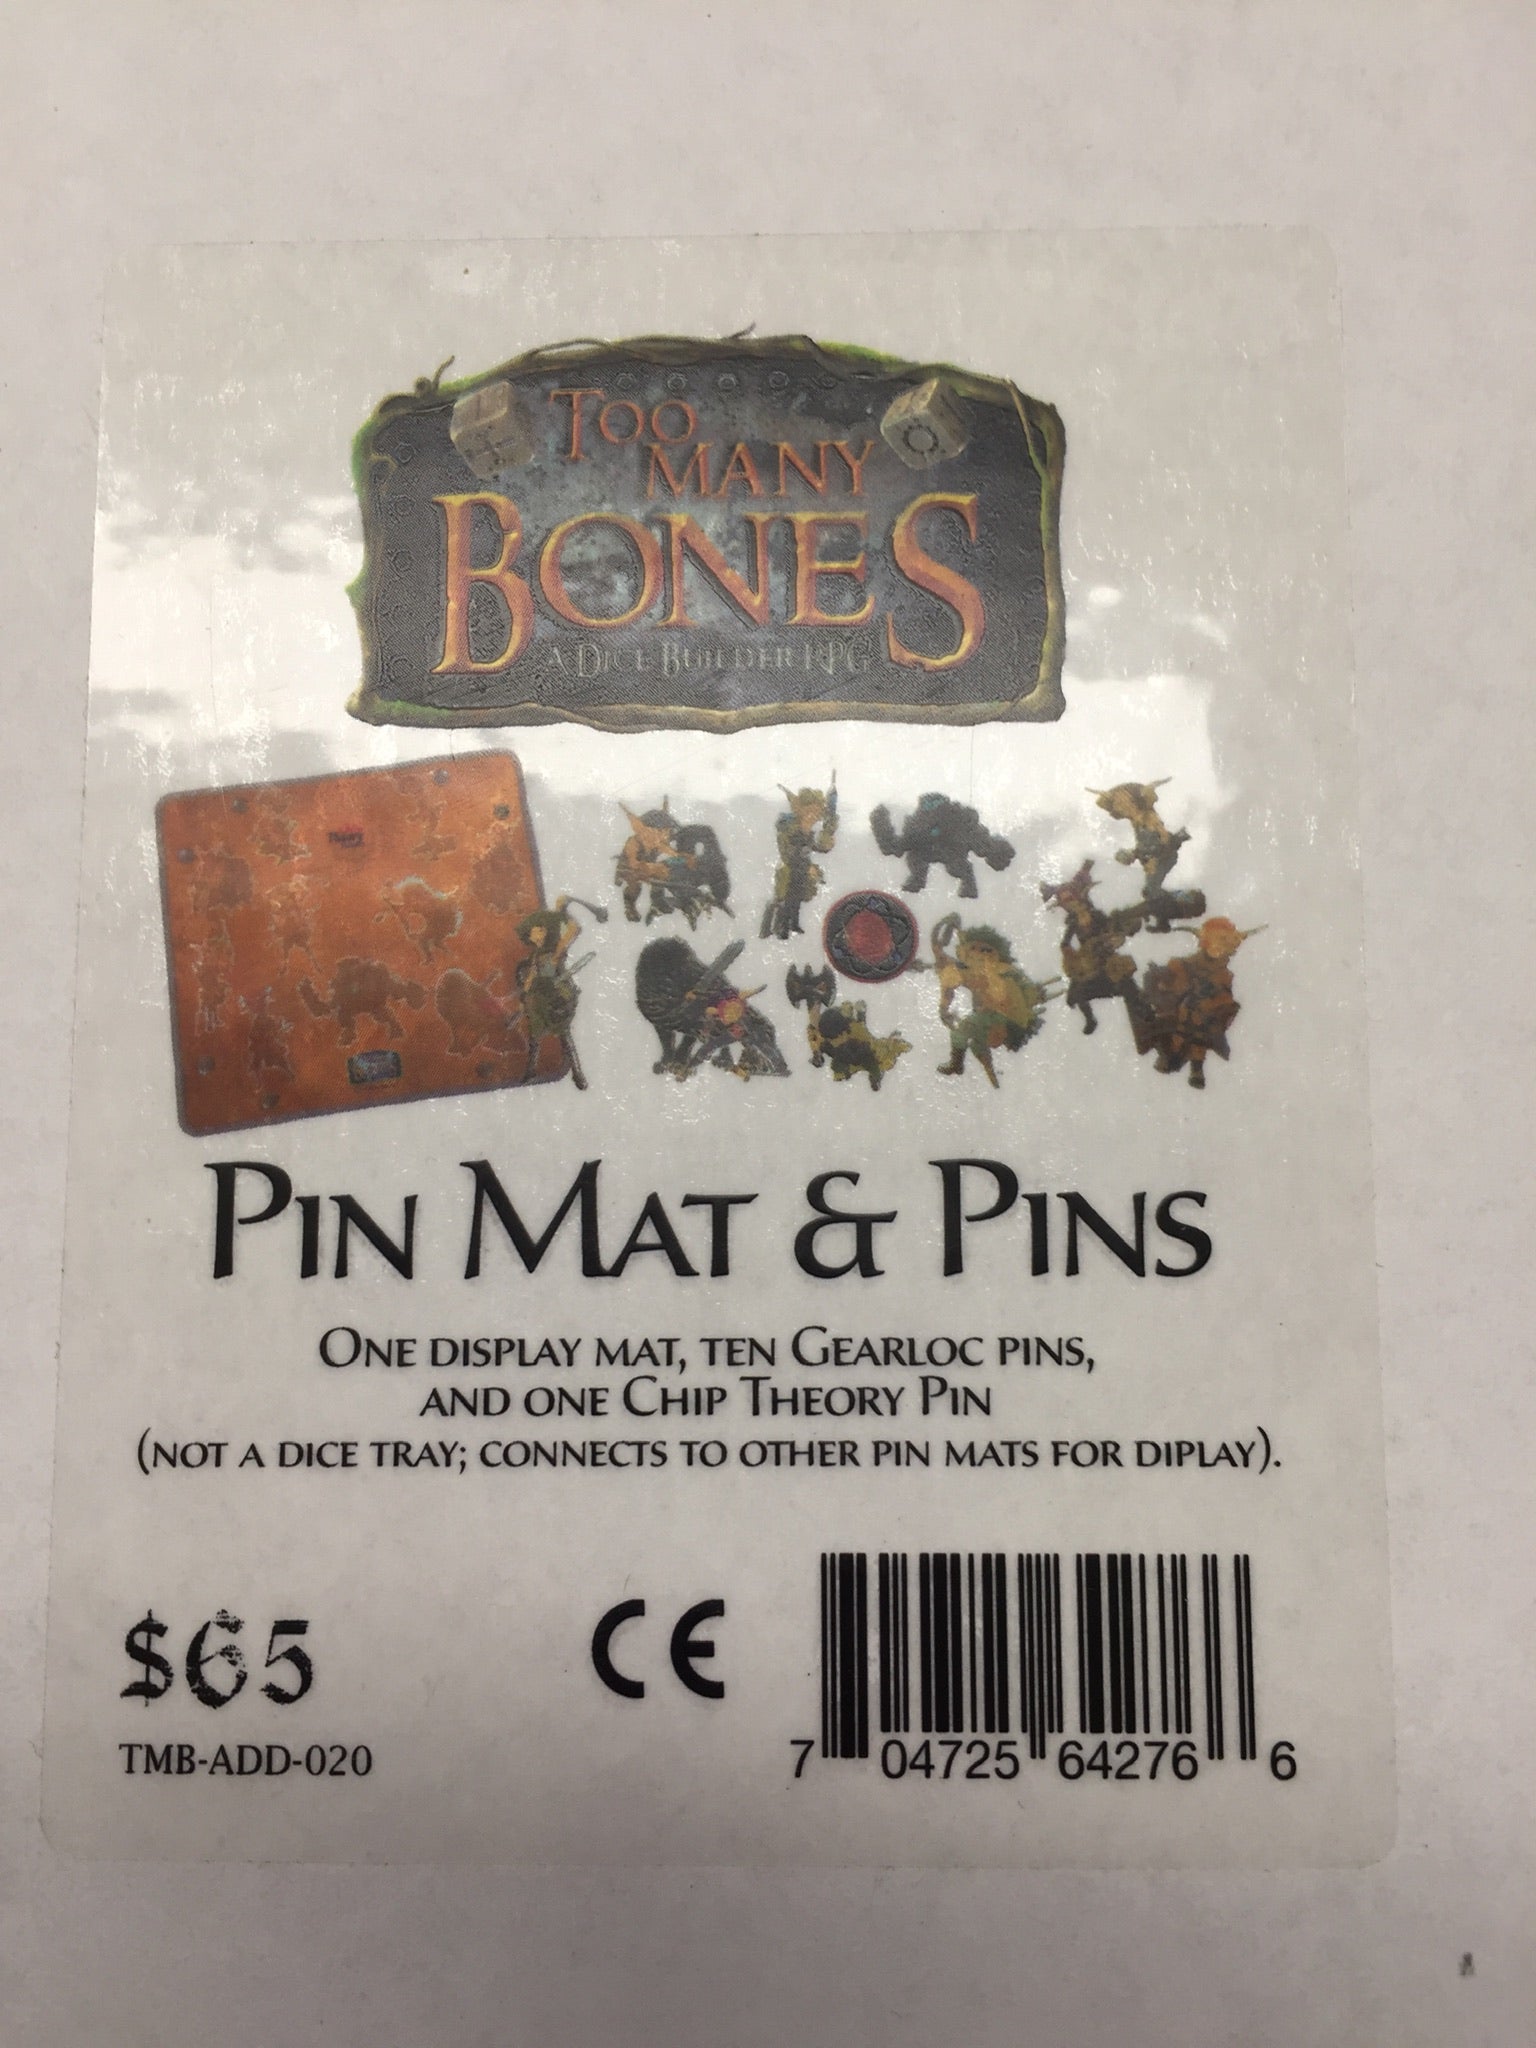 TOO
MANY
BONES
A DICE BUILDER RPG
PIN MAT & PINS
ONE DISPLAY MAT, TEN GEARLOC PINS,
AND ONE CHIP THEORY PIN
(NOT A DICE TRAY; CONNECTS TO OTHER PIN MATS FOR DIPLAY).
$65
CE
TMB-ADD-020
7 04725 64276 6